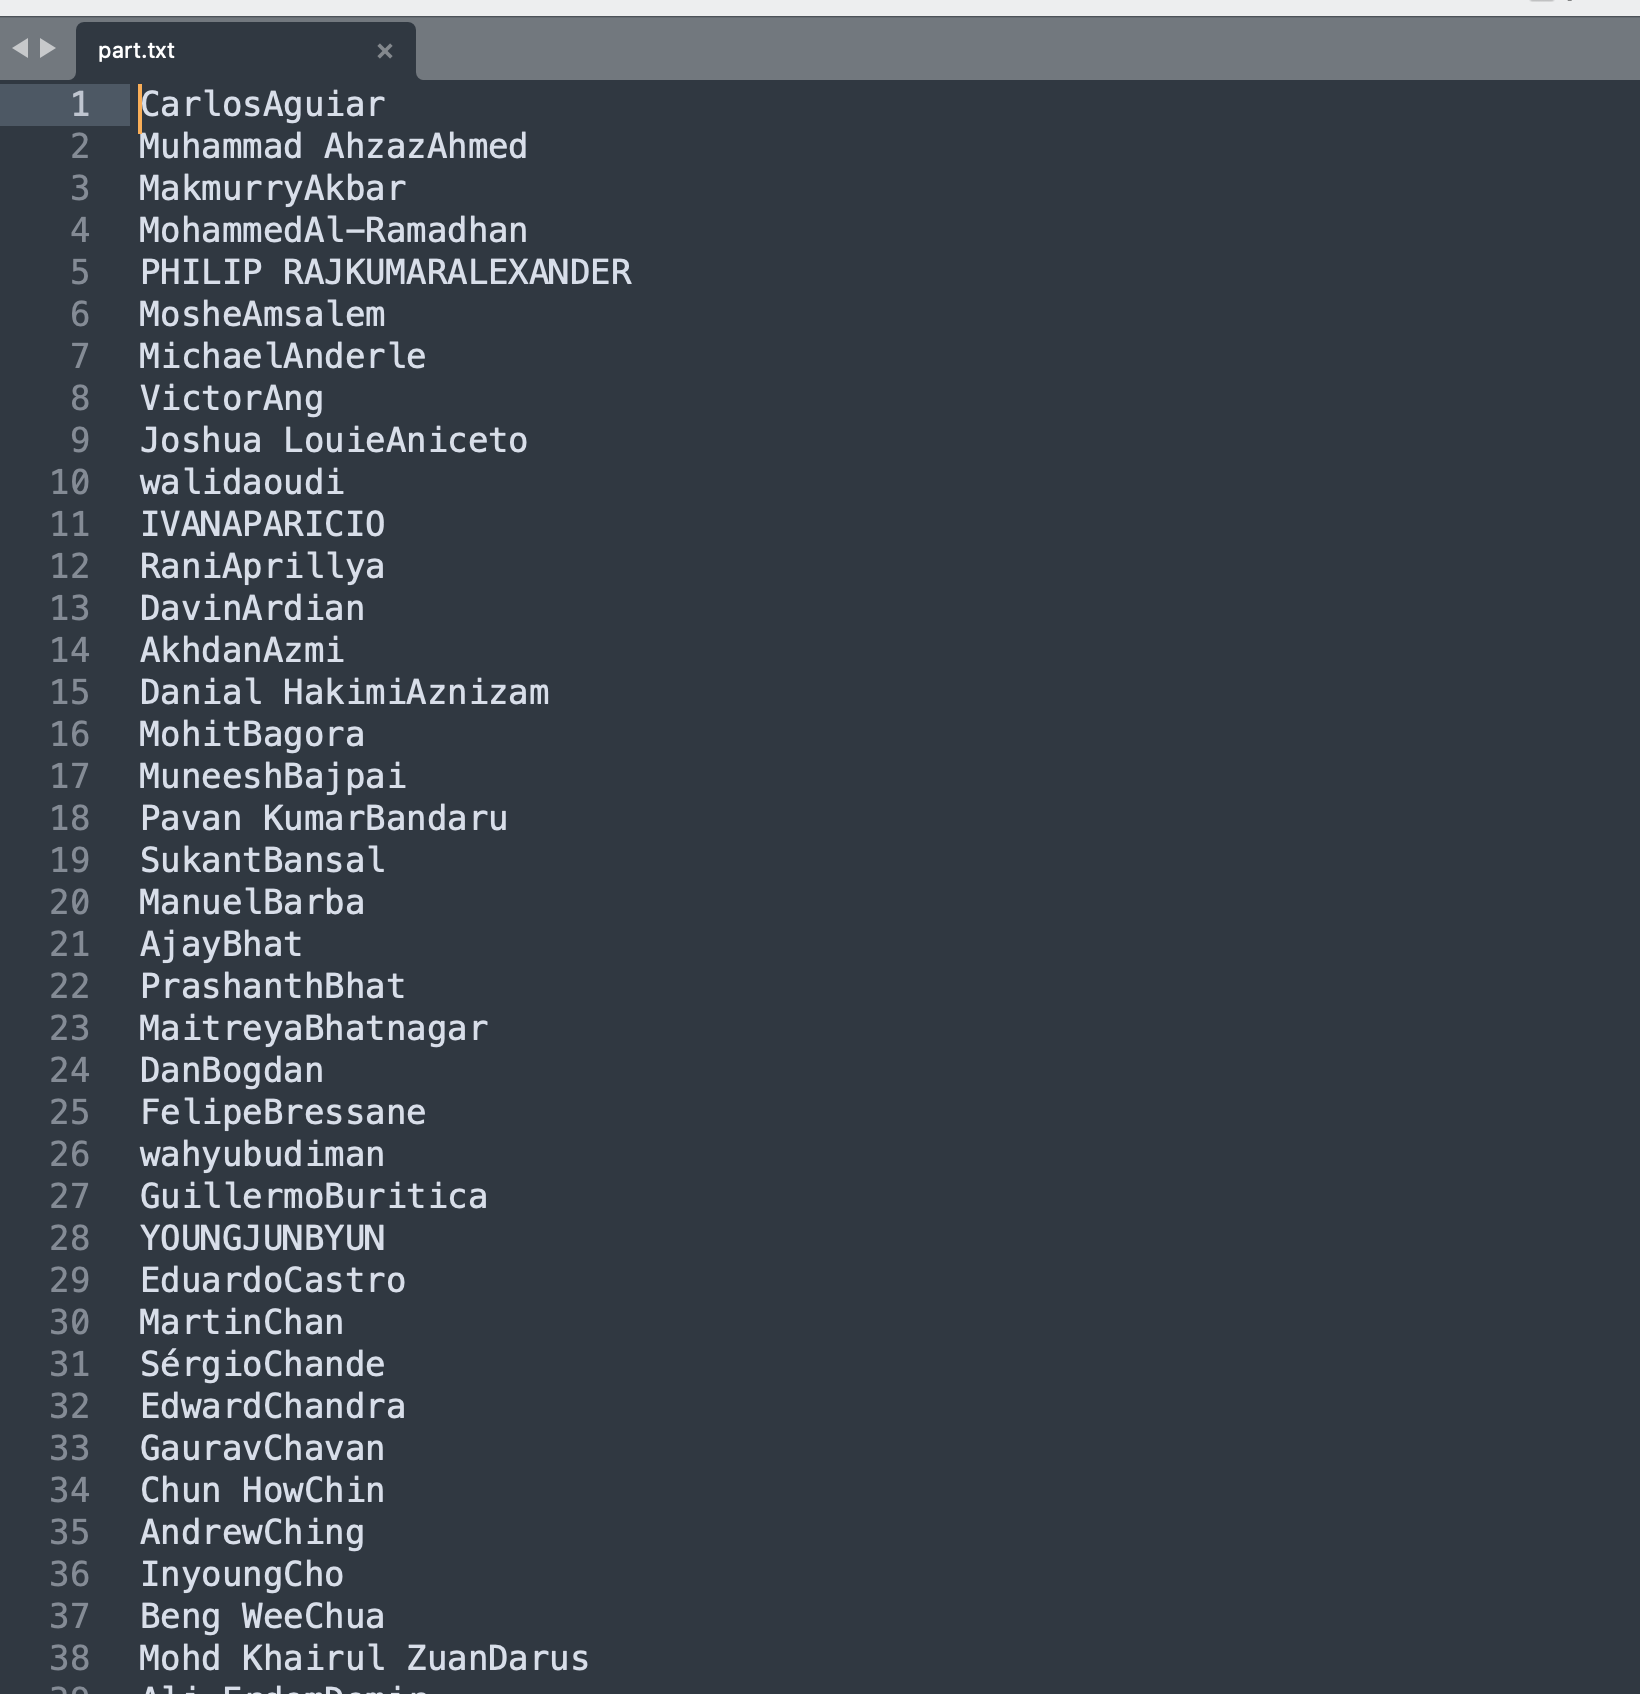 part.txt
1 CarlosAguiar
2 Muhammad AhzazAhmed
3 MakmurryAkbar
4 MohammedAl-Ramadhan
5 PHILIP RAJKUMARALEXANDER
6 MosheAmsalem
7 MichaelAnderle
8 VictorAng
9 Joshua LouieAniceto
10 walidaoudi
11 IVANAPARICIO
12 RaniAprillya
13 DavinArdian
14 AkhdanAzmi
15 Danial HakimiAznizam
16 MohitBagora
17 MuneeshBajpai
18 Pavan KumarBandaru
19 SukantBansal
20 ManuelBarba
21 AjayBhat
22 PrashanthBhat
23 MaitreyaBhatnagar
24 DanBogdan
25 FelipeBressane
26 wahyubudiman
27 GuillermoBuritica
28 YOUNGJUNBYUN
29 EduardoCastro
30 MartinChan
31 SérgioChande
32 EdwardChandra
33 GauravChavan
34 Chun HowChin
35 AndrewChing
36 InyoungCho
37 Beng WeeChua
38 Mohd Khairul ZuanDarus